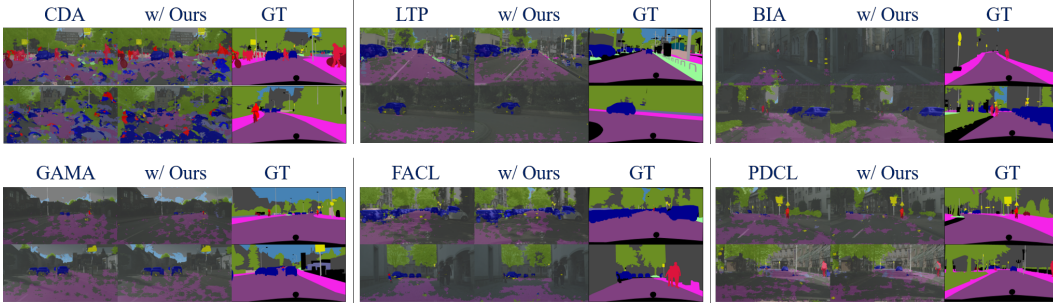 CDA w/ Ours GT
LTP w/ Ours GT
BIA w/ Ours GT
GAMA w/ Ours GT
FACL w/ Ours GT
PDCL w/ Ours GT